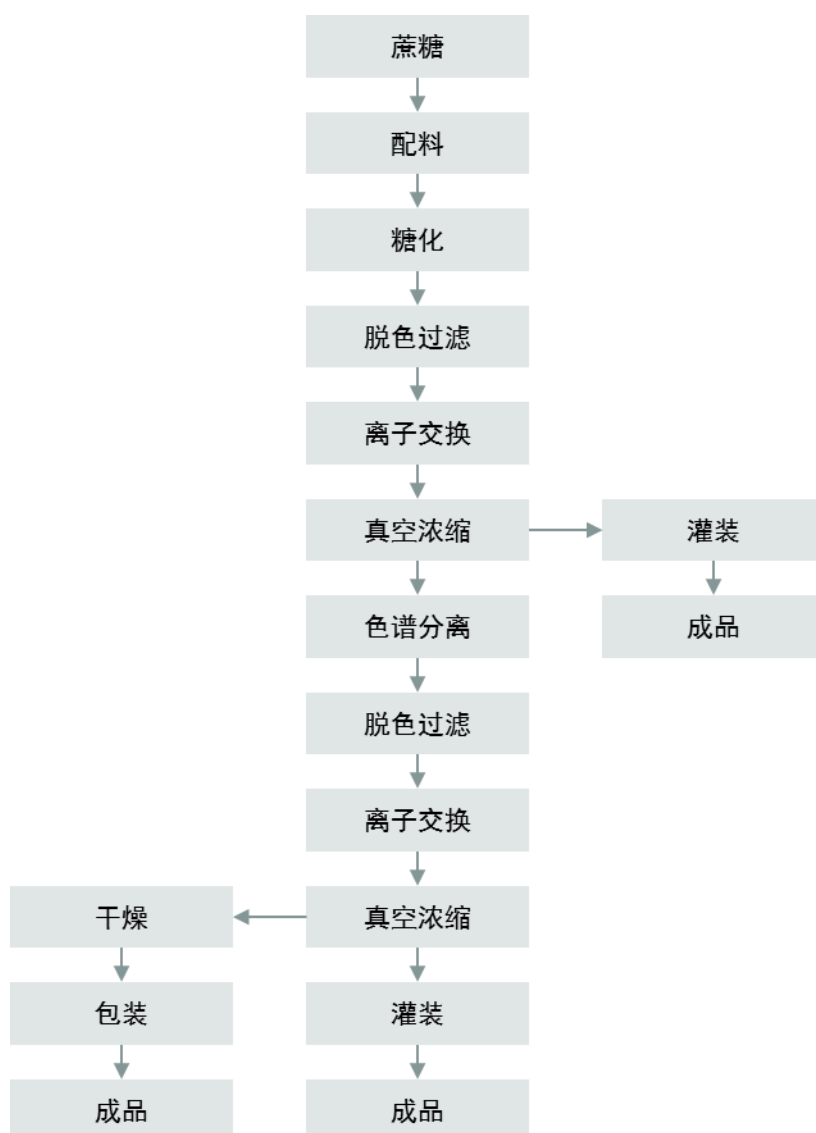 蔗糖
配料
糖化
脱色过滤
离子交换
真空浓缩
灌装
色谱分离
成品
脱色过滤
离子交换
干燥
真空浓缩
包装
灌装
成品
成品